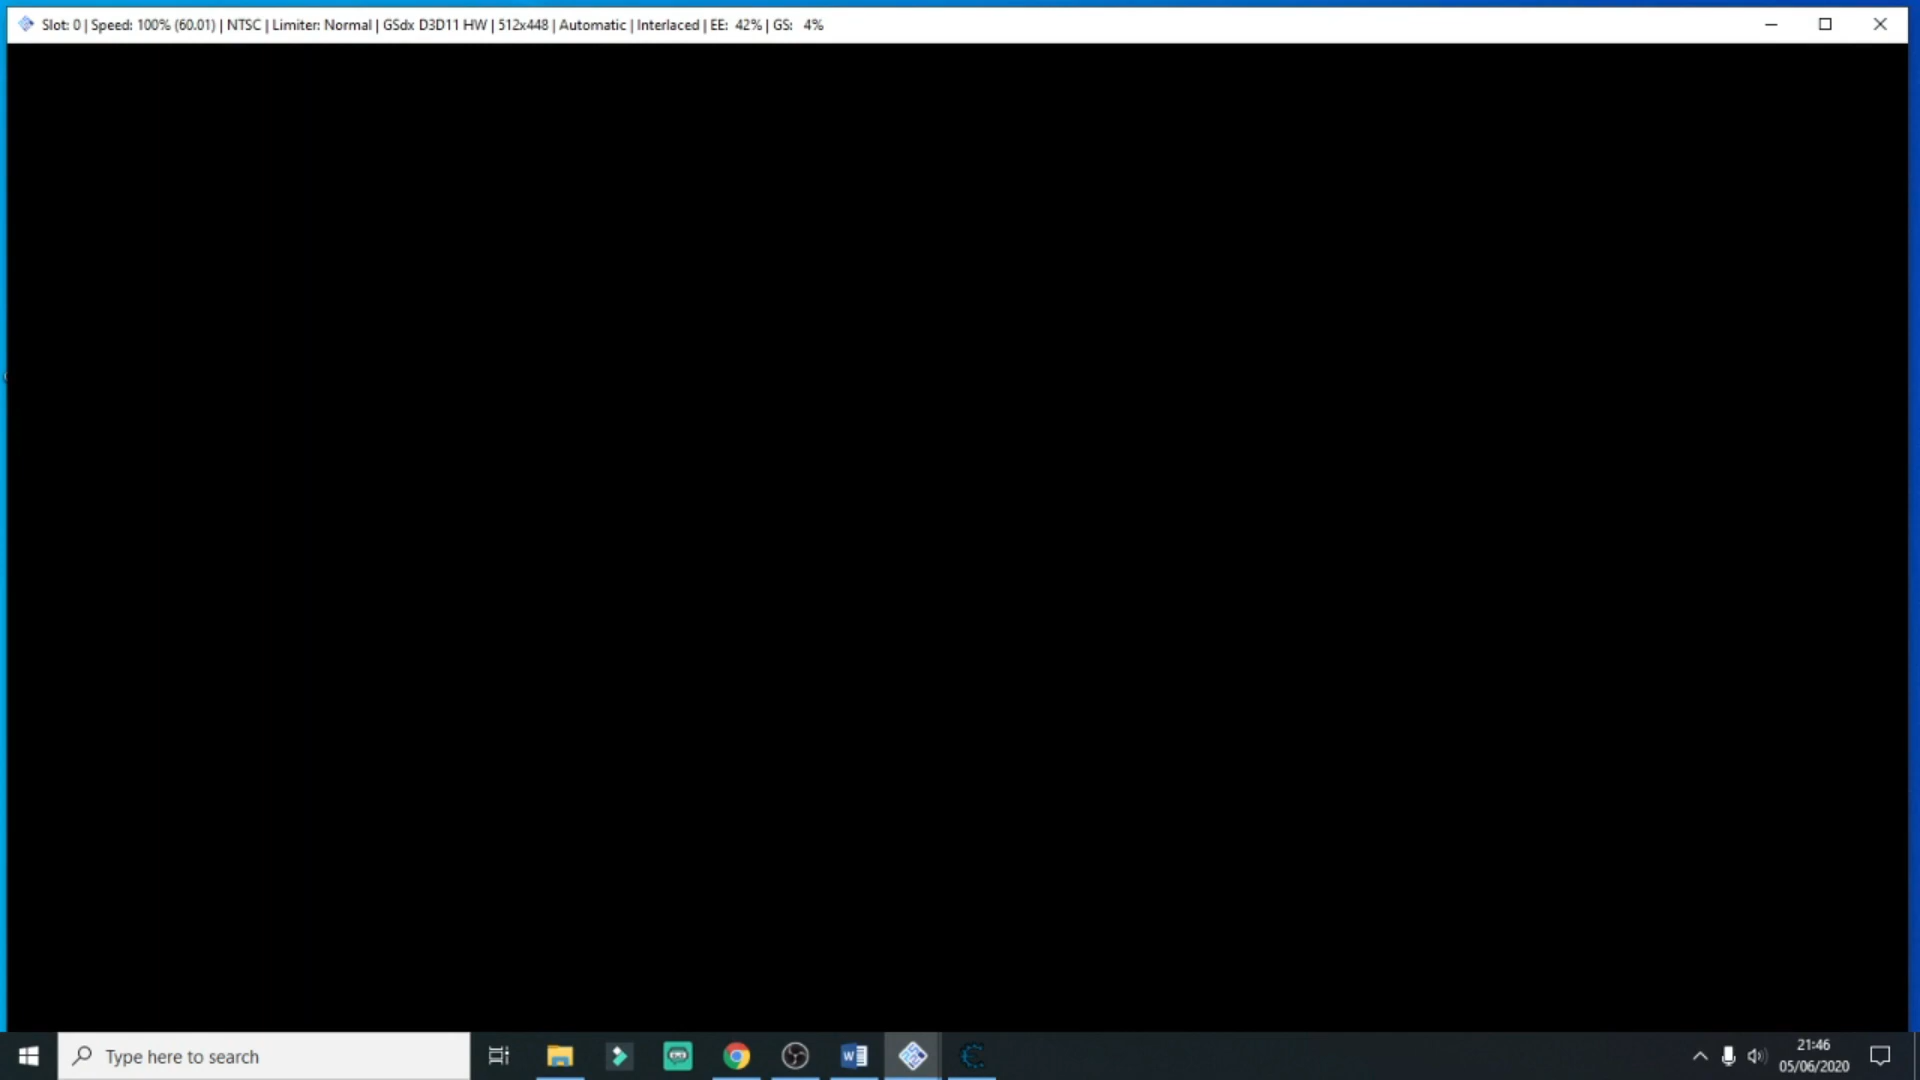 Slot: 0 | Speed: 100% (60.01) | NTSC | Limiter: Normal | GSdx D3D11 HW | 512x448 | Automatic | Interlaced | EE: 42% | GS: 4%
Type here to search
21:46
05/06/2020